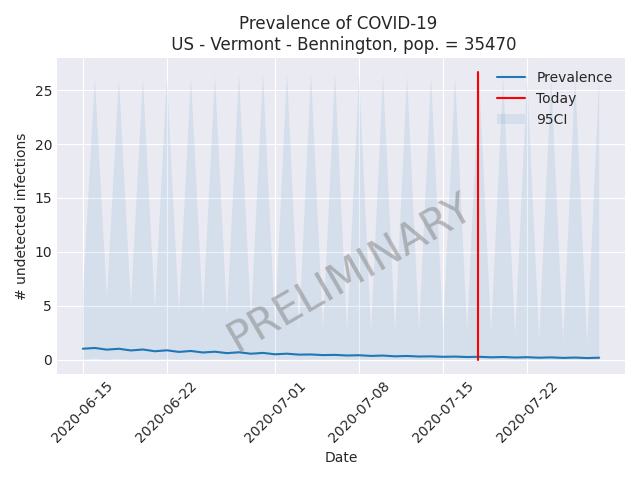 Prevalence of COVID-19
US - Vermont - Bennington, pop. = 35470
Prevalence
Today
95CI
25
20
15
10
5
0
# undetected infections
PRELIMINARY
2020-06-15
2020-06-22
2020-07-01
2020-07-08
2020-07-15
2020-07-22
Date